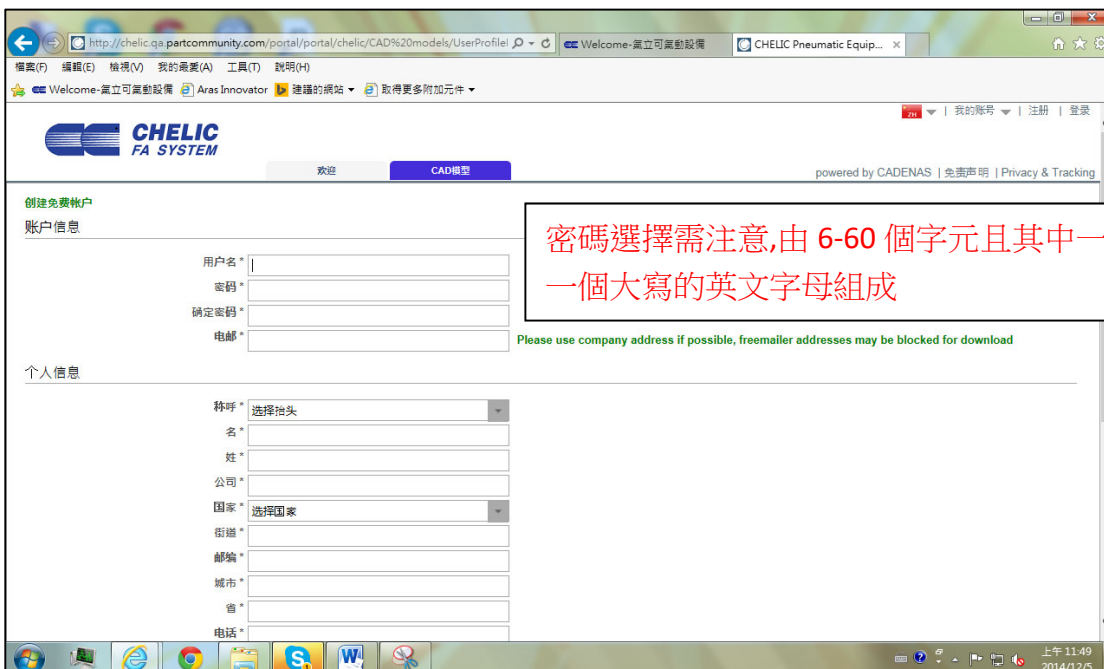 http://chelic.qa.partcommunity.com/portal/portal/chelic/CAD%20models/UserProfileI
Welcome-氣立可氣動設備
CHELIC Pneumatic Equip...
檔案(F) 編輯(E) 檢視(V) 我的最愛(A) 工具(T) 說明(H)
Welcome-氣立可氣動設備 Aras Innovator 建議的網站 取得更多附加元件
ZH | 我的账号 | 注册 | 登录
CHELIC
FA SYSTEM
欢迎 CAD模型
powered by CADENAS | 免责声明 | Privacy & Tracking
创建免费帐户
账户信息
密碼選擇需注意,由 6-60 個字元且其中一
一個大寫的英文字母組成
用户名 *
密码 *
确定密码 *
电邮 *
Please use company address if possible, freemailer addresses may be blocked for download
个人信息
称呼 * 选择抬头
名 *
姓 *
公司 *
国家 * 选择国家
街道 *
邮编 *
城市 *
省 *
电话 *
上午 11:49
2014/12/5